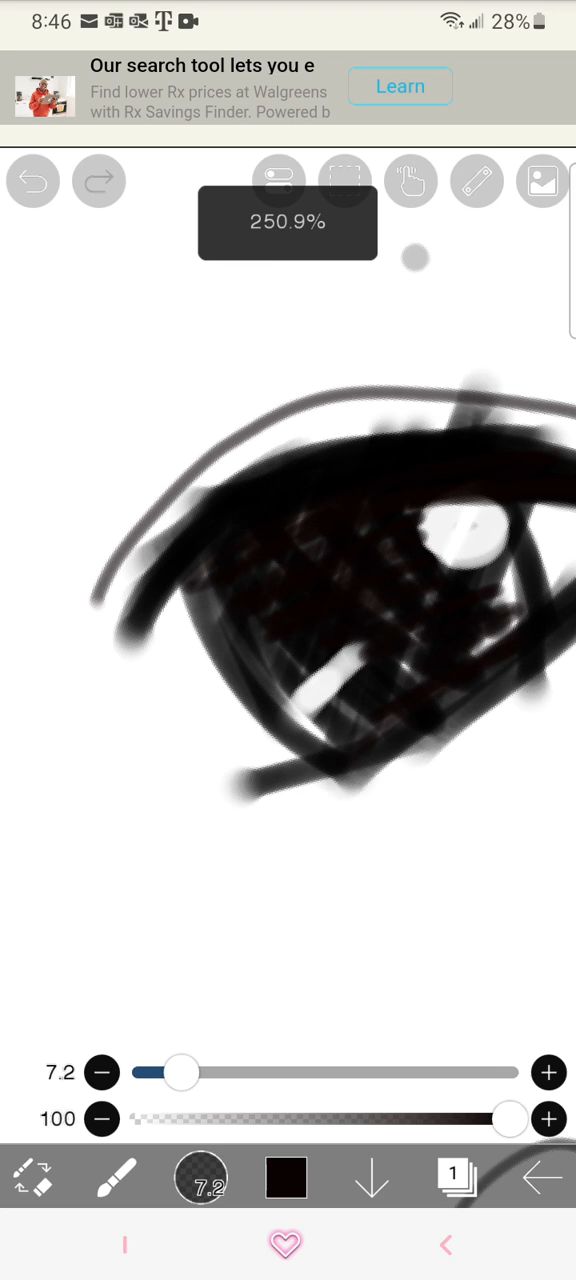 8:46 28%
Our search tool lets you e
Find lower Rx prices at Walgreens
with Rx Savings Finder. Powered b
Learn
250.9%
7.2
100
7.2
1